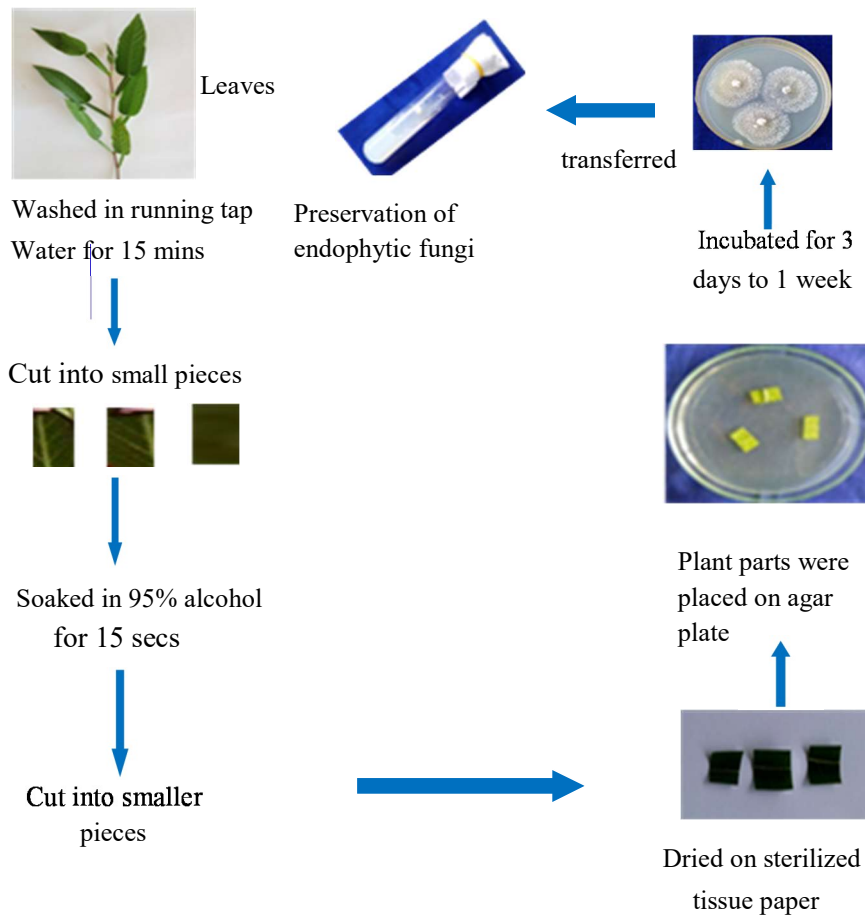 Leaves
Washed in running tap
Water for 15 mins
Cut into small pieces
Soaked in 95% alcohol
for 15 secs
Cut into smaller
pieces
Dried on sterilized
tissue paper
Plant parts were
placed on agar
plate
Incubated for 3
days to 1 week
transferred
Preservation of
endophytic fungi